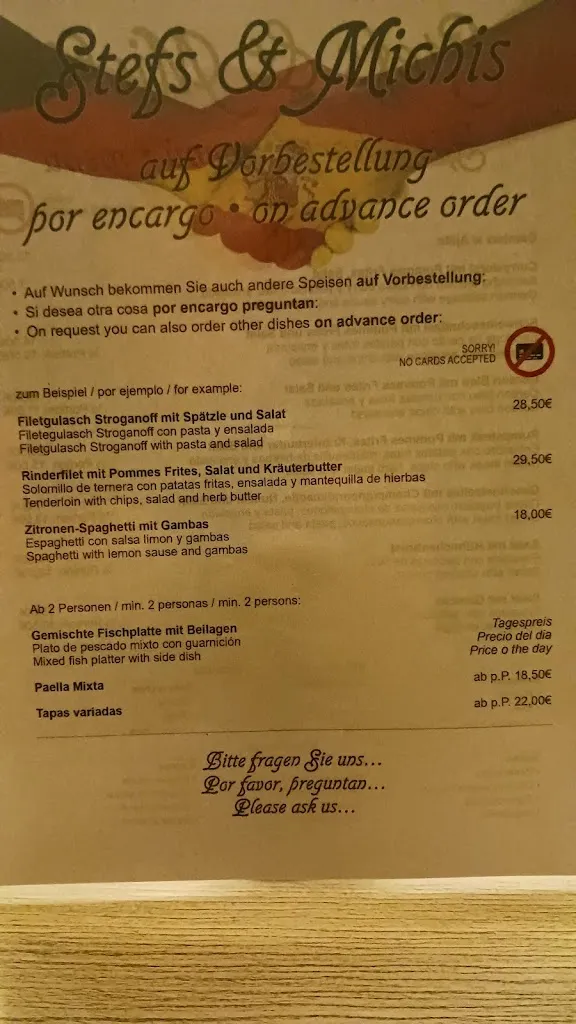 Stefs & Michis
auf Vorbestellung
por encargo • on advance order
• Auf Wunsch bekommen Sie auch andere Speisen auf Vorbestellung:
• Si desea otra cosa por encargo preguntan:
• On request you can also order other dishes on advance order:
SORRY!
NO CARDS ACCEPTED
zum Beispiel / por ejemplo / for example:
Filetgulasch Stroganoff mit Spätzle und Salat 28,50€
Filetegulasch Stroganoff con pasta y ensalada
Filetgulasch Stroganoff with pasta and salad
Rinderfilet mit Pommes Frites, Salat und Kräuterbutter 29,50€
Solomillo de ternera con patatas fritas, ensalada y mantequilla de hierbas
Tenderloin with chips, salad and herb butter
Zitronen-Spaghetti mit Gambas 18,00€
Espaghetti con salsa limon y gambas
Spaghetti with lemon sause and gambas
Ab 2 Personen / min. 2 personas / min. 2 persons:
Gemischte Fischplatte mit Beilagen Tagespreis
Plato de pescado mixto con guarnición Precio del dia
Mixed fish platter with side dish Price o the day
Paella Mixta ab p.P. 18,50€
Tapas variadas ab p.P. 22,00€
Bitte fragen Sie uns...
Por favor, preguntan...
Please ask us...